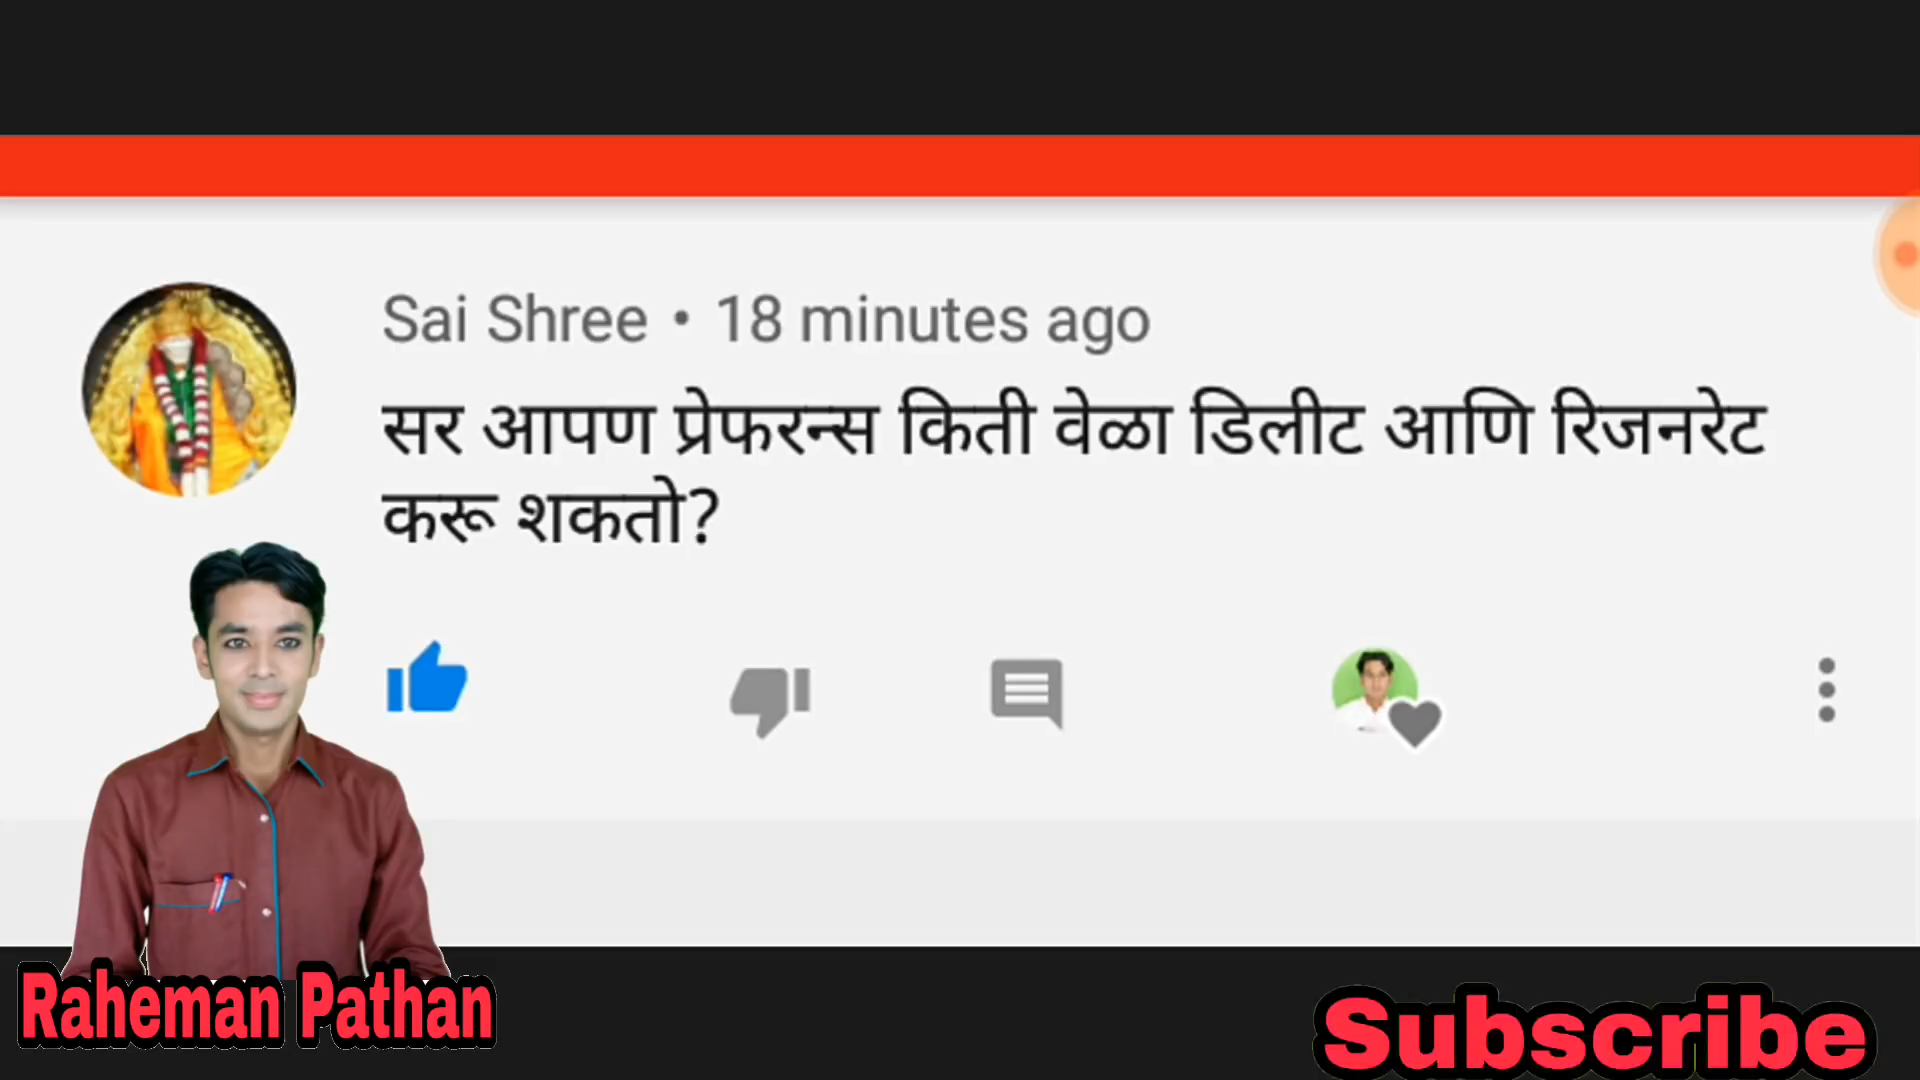 Sai Shree • 18 minutes ago
सर आपण प्रेफरन्स किती वेळा डिलीट आणि रिजनरेट
करू शकतो?
Raheman Pathan
Subscribe